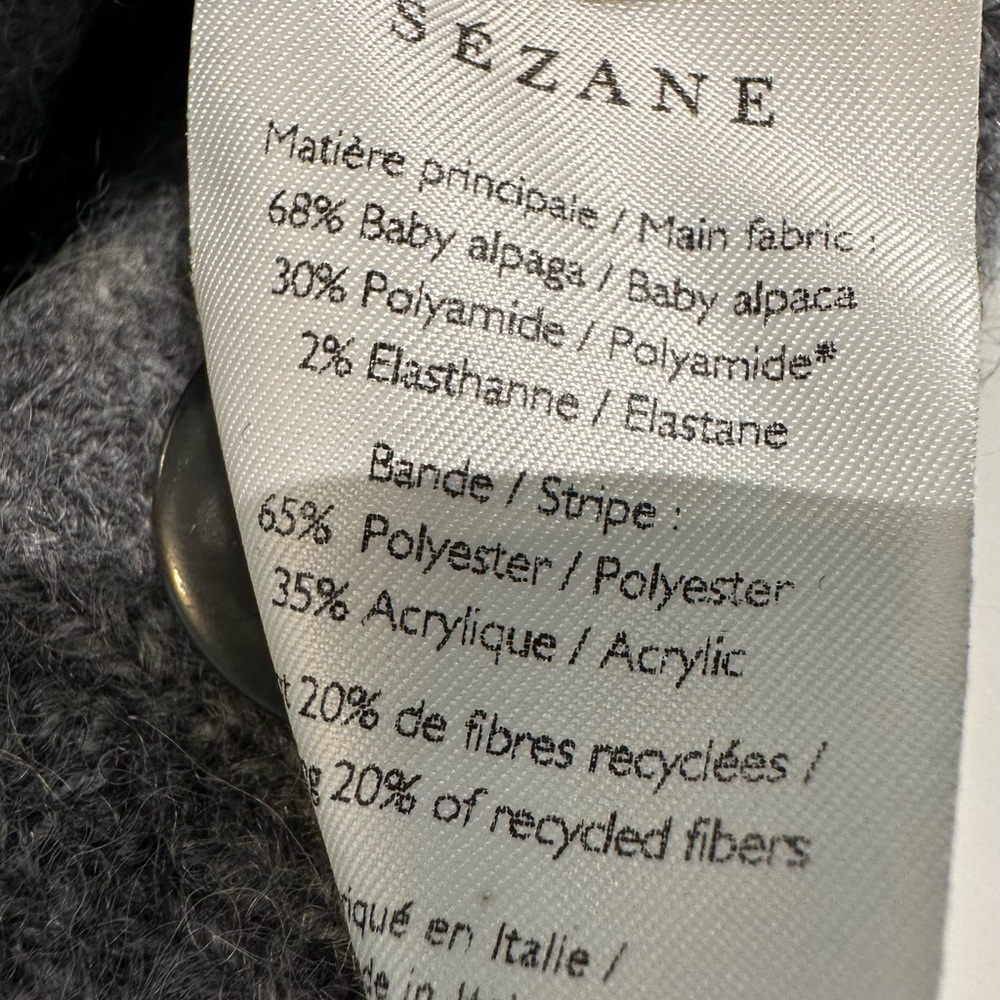 SÉZANE
Matière principale / Main fabric :
68% Baby alpaga / Baby alpaca
30% Polyamide / Polyamide*
2% Elasthanne / Elastane
Bande / Stripe :
65% Polyester / Polyester
35% Acrylique / Acrylic
20% de fibres recyclées /
20% of recycled fibers
en Italie /
in